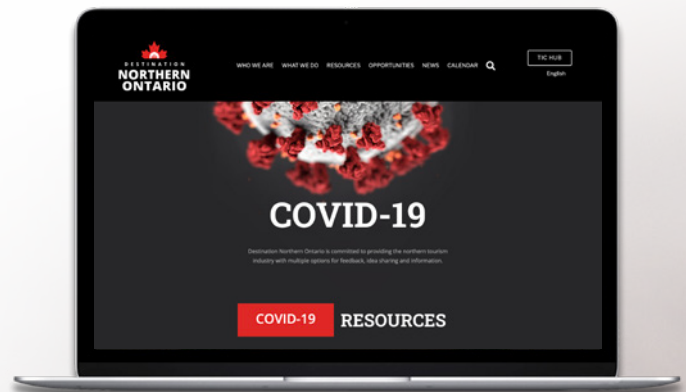 DESTINATION
NORTHERN
ONTARIO
WHO WE ARE WHAT WE DO RESOURCES OPPORTUNITIES NEWS CALENDAR
TIC HUB
English
COVID-19
Destination Northern Ontario is committed to providing the northern tourism
industry with multiple options for feedback, idea sharing and information.
COVID-19 RESOURCES